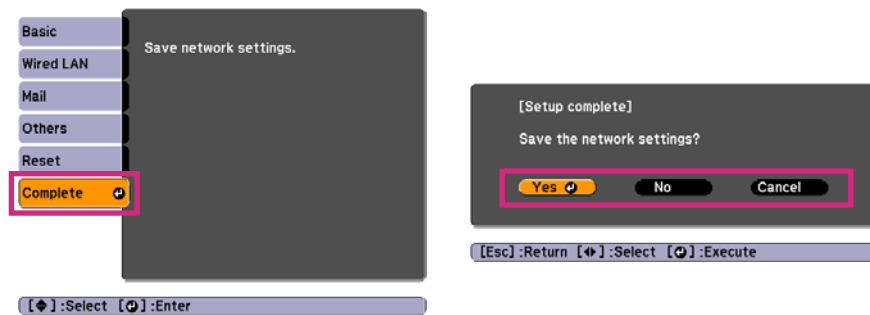 Basic
Save network settings.
Wired LAN
Mail
Others
Reset
Complete
[◆]:Select [⏎]:Enter
[Setup complete]
Save the network settings?
Yes No Cancel
[Esc]:Return [◀▶]:Select [⏎]:Execute